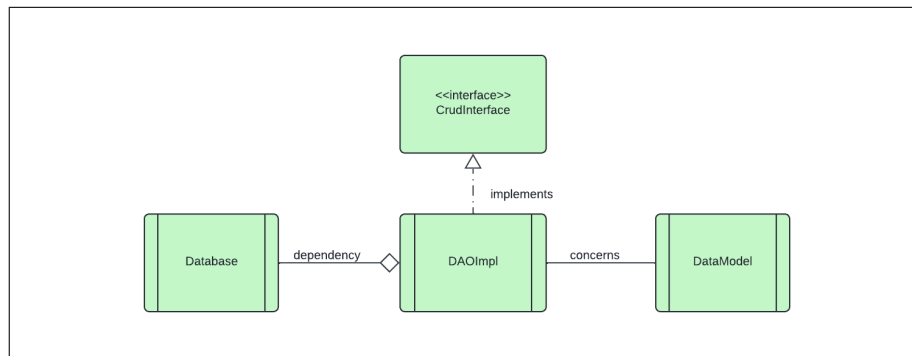 <<interface>>
CrudInterface
implements
Database
dependency
DAOImpl
concerns
DataModel